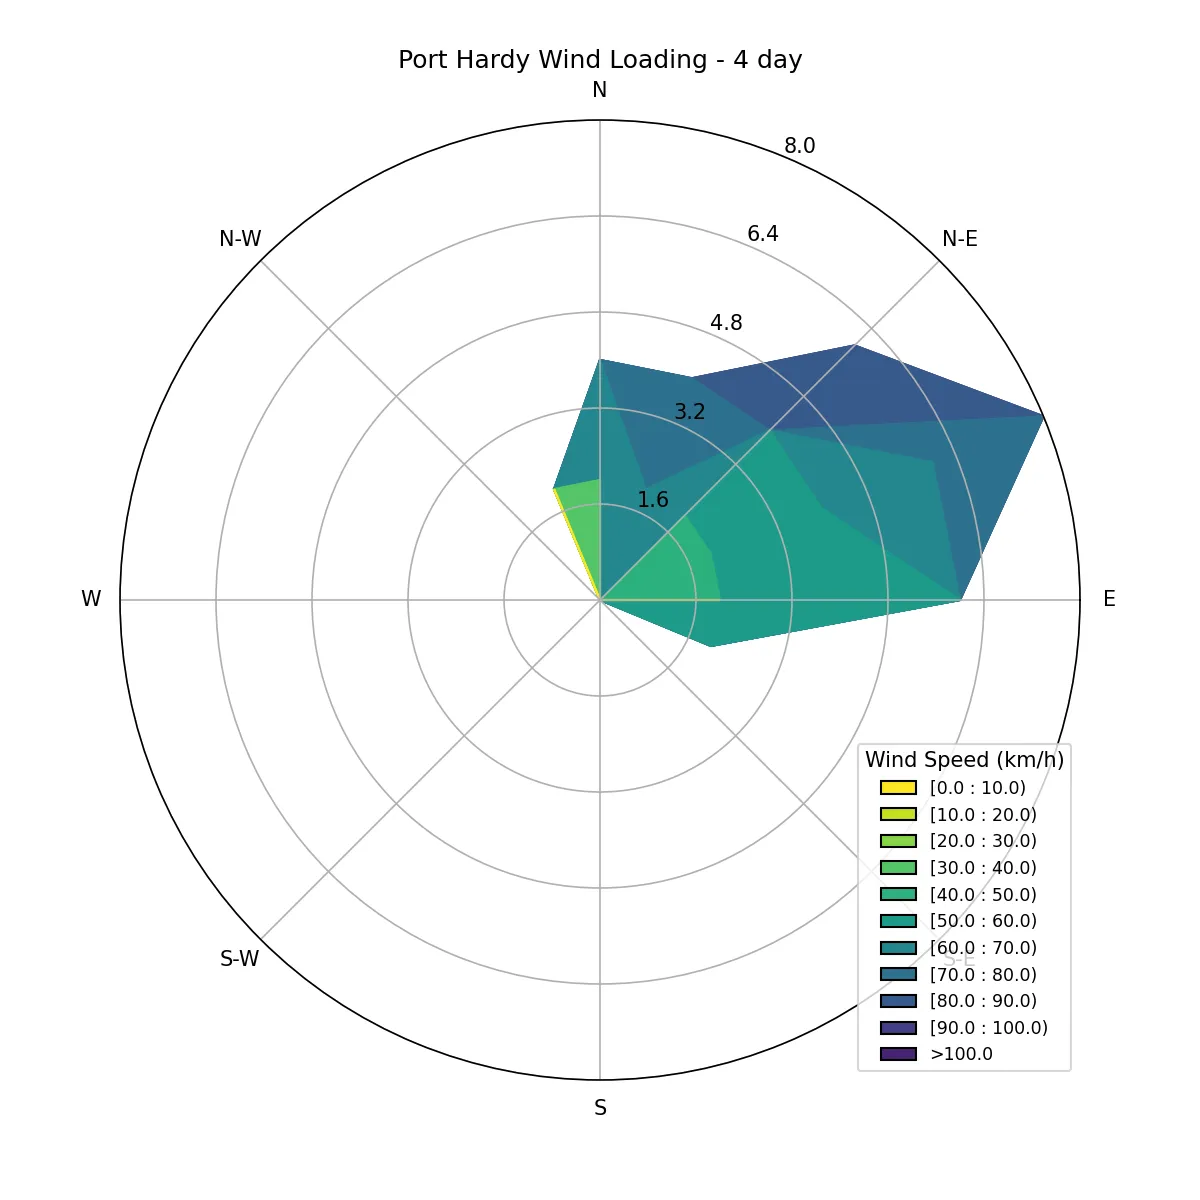 Port Hardy Wind Loading - 4 day
N
8.0
N-W
6.4
N-E
4.8
3.2
1.6
W
E
Wind Speed (km/h)
[0.0 : 10.0)
[10.0 : 20.0)
[20.0 : 30.0)
[30.0 : 40.0)
[40.0 : 50.0)
[50.0 : 60.0)
[60.0 : 70.0)
[70.0 : 80.0)
[80.0 : 90.0)
[90.0 : 100.0)
>100.0
S-W
S-E
S